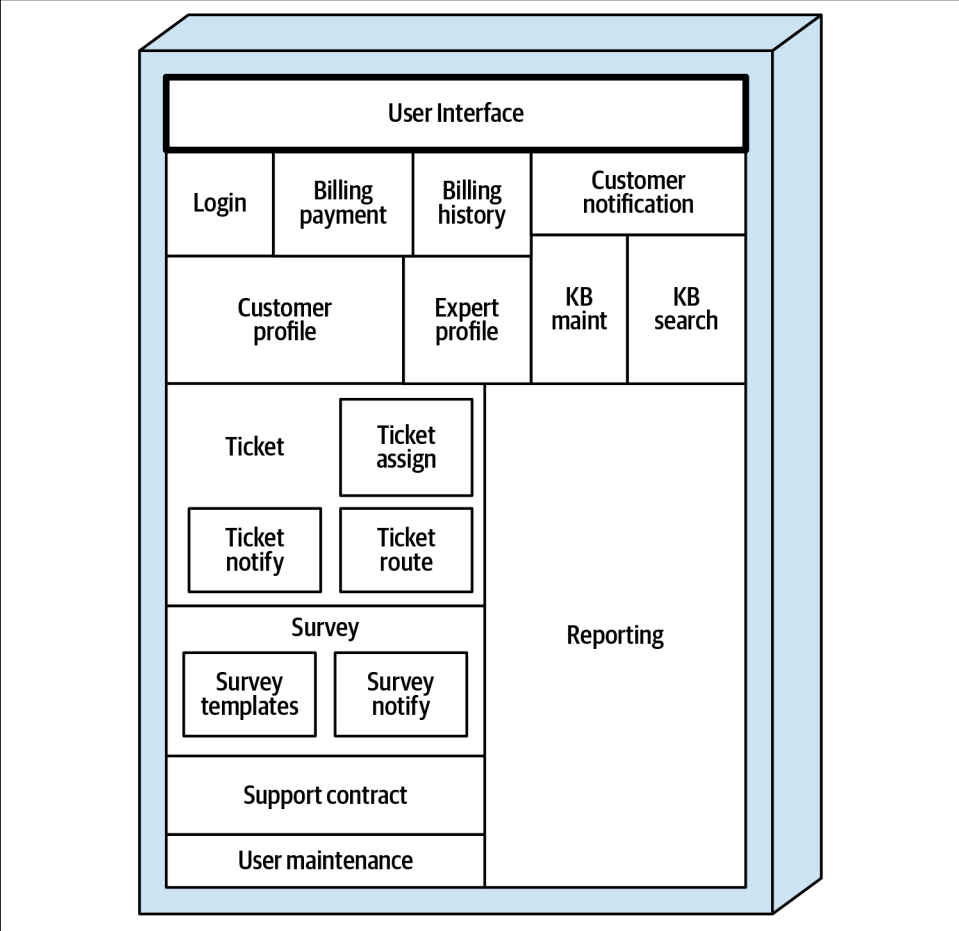 User Interface
Login
Billing
payment
Billing
history
Customer
notification
Customer
profile
Expert
profile
KB
maint
KB
search
Ticket
Ticket
assign
Ticket
notify
Ticket
route
Reporting
Survey
Survey
templates
Survey
notify
Support contract
User maintenance